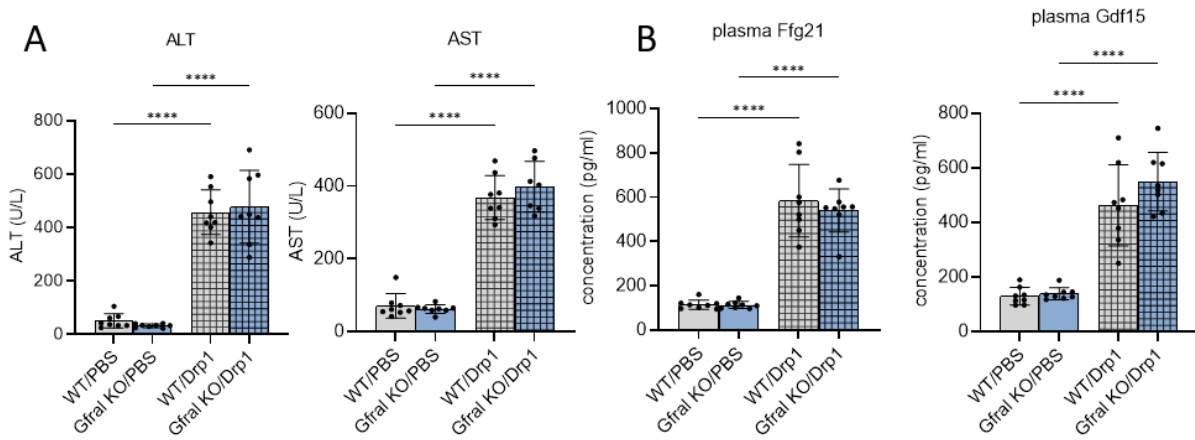 A
ALT
****
****
ALT (U/L)
800
600
400
200
0
WT/PBS
Gfral KO/PBS
WT/Drp1
Gfral KO/Drp1
AST
****
****
AST (U/L)
600
400
200
0
WT/PBS
Gfral KO/PBS
WT/Drp1
Gfral KO/Drp1
B
plasma Ffg21
****
****
concentration (pg/ml)
1000
800
600
400
200
0
WT/PBS
Gfral KO/PBS
WT/Drp1
Gfral KO/Drp1
plasma Gdf15
****
****
concentration (pg/ml)
800
600
400
200
0
WT/PBS
Gfral KO/PBS
WT/Drp1
Gfral KO/Drp1